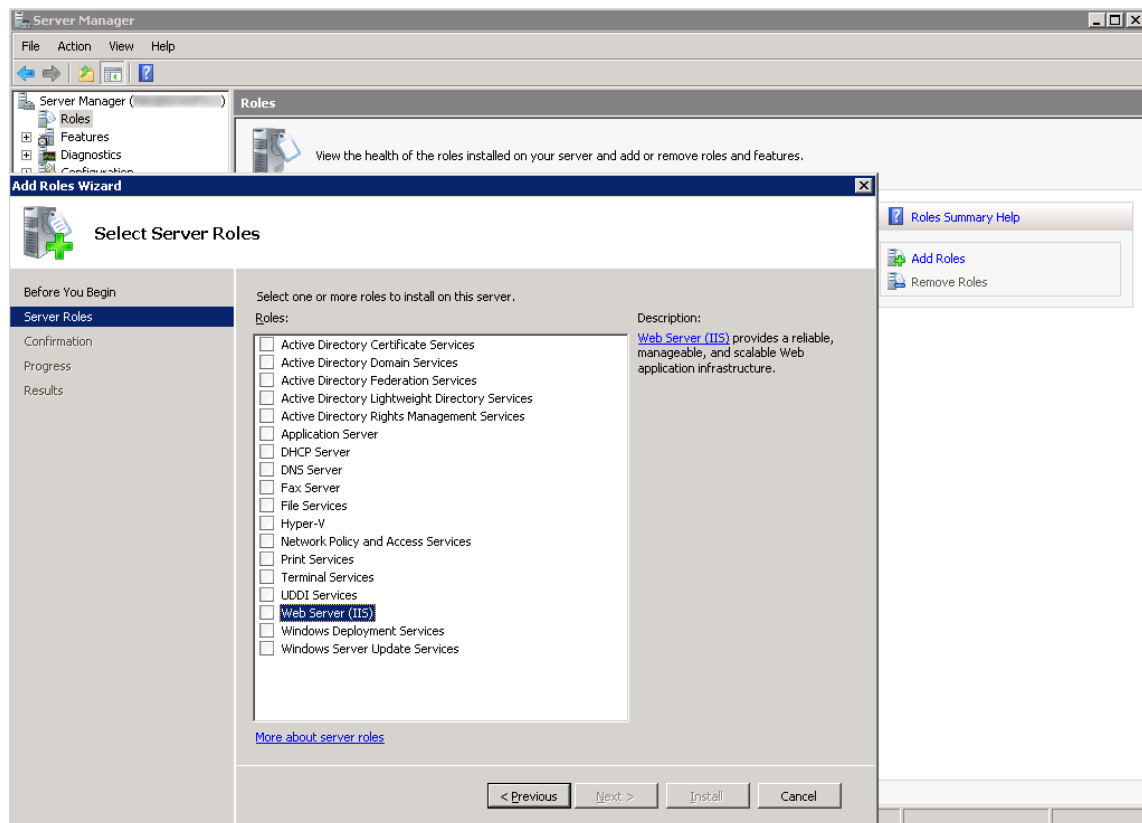 Server Manager
File Action View Help
Server Manager ( )
Roles
Features
Diagnostics
Configuration
Roles
View the health of the roles installed on your server and add or remove roles and features.
Roles Summary Help
Add Roles
Remove Roles
Add Roles Wizard
Select Server Roles
Before You Begin
Server Roles
Confirmation
Progress
Results
Select one or more roles to install on this server.
Roles:
Active Directory Certificate Services
Active Directory Domain Services
Active Directory Federation Services
Active Directory Lightweight Directory Services
Active Directory Rights Management Services
Application Server
DHCP Server
DNS Server
Fax Server
File Services
Hyper-V
Network Policy and Access Services
Print Services
Terminal Services
UDDI Services
Web Server (IIS)
Windows Deployment Services
Windows Server Update Services
More about server roles
Description:
Web Server (IIS) provides a reliable,
manageable, and scalable Web
application infrastructure.
< Previous Next > Install Cancel